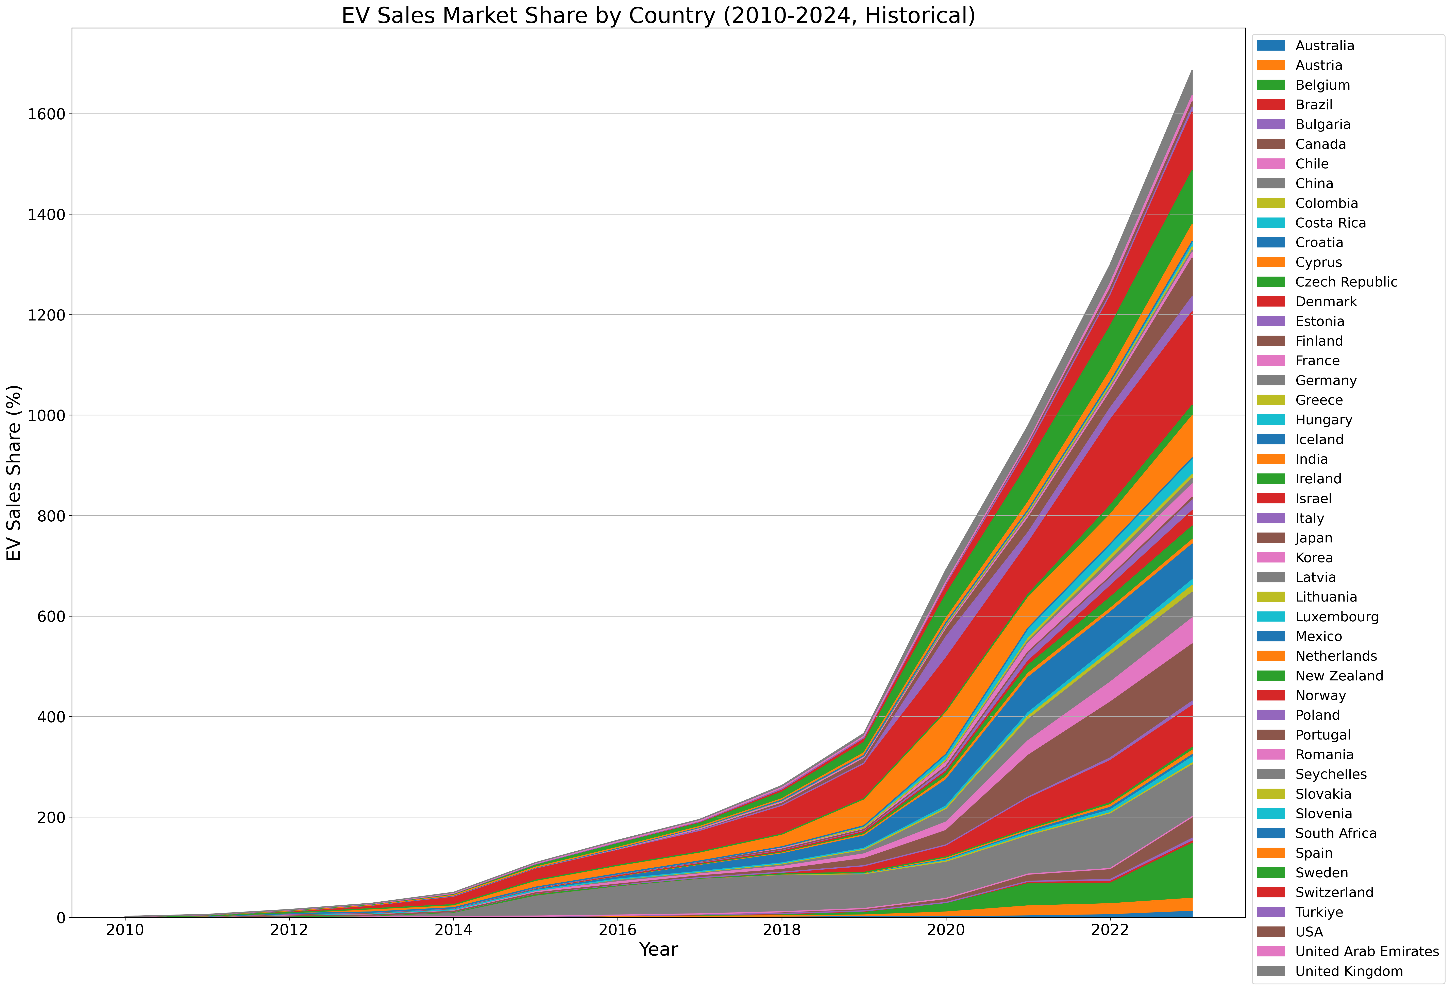 EV Sales Market Share by Country (2010-2024, Historical)
EV Sales Share (%)
1600
1400
1200
1000
800
600
400
200
0
2010
2012
2014
2016
2018
2020
2022
Year
Australia
Austria
Belgium
Brazil
Bulgaria
Canada
Chile
China
Colombia
Costa Rica
Croatia
Cyprus
Czech Republic
Denmark
Estonia
Finland
France
Germany
Greece
Hungary
Iceland
India
Ireland
Israel
Italy
Japan
Korea
Latvia
Lithuania
Luxembourg
Mexico
Netherlands
New Zealand
Norway
Poland
Portugal
Romania
Seychelles
Slovakia
Slovenia
South Africa
Spain
Sweden
Switzerland
Turkiye
USA
United Arab Emirates
United Kingdom